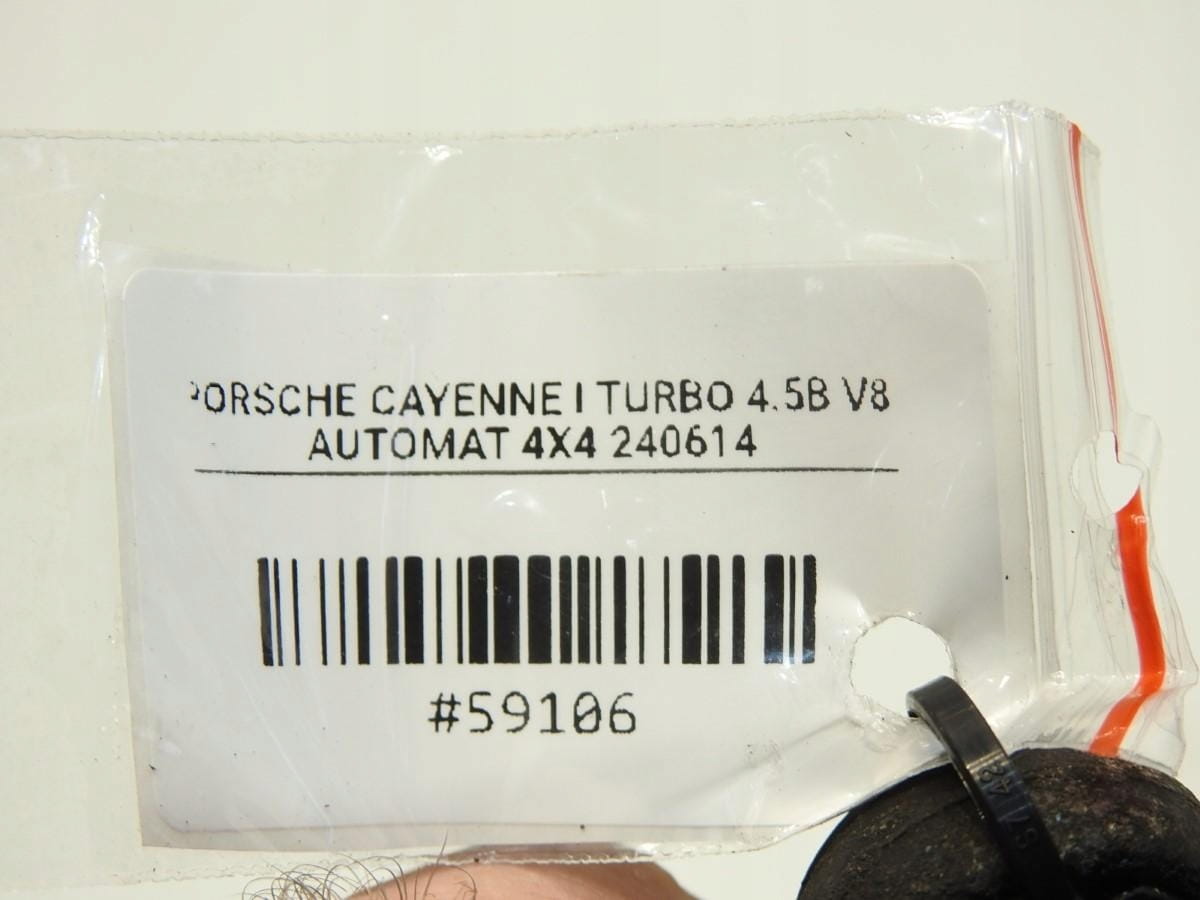 PORSCHE CAYENNE I TURBO 4.5B V8
AUTOMAT 4X4 240614
#59106